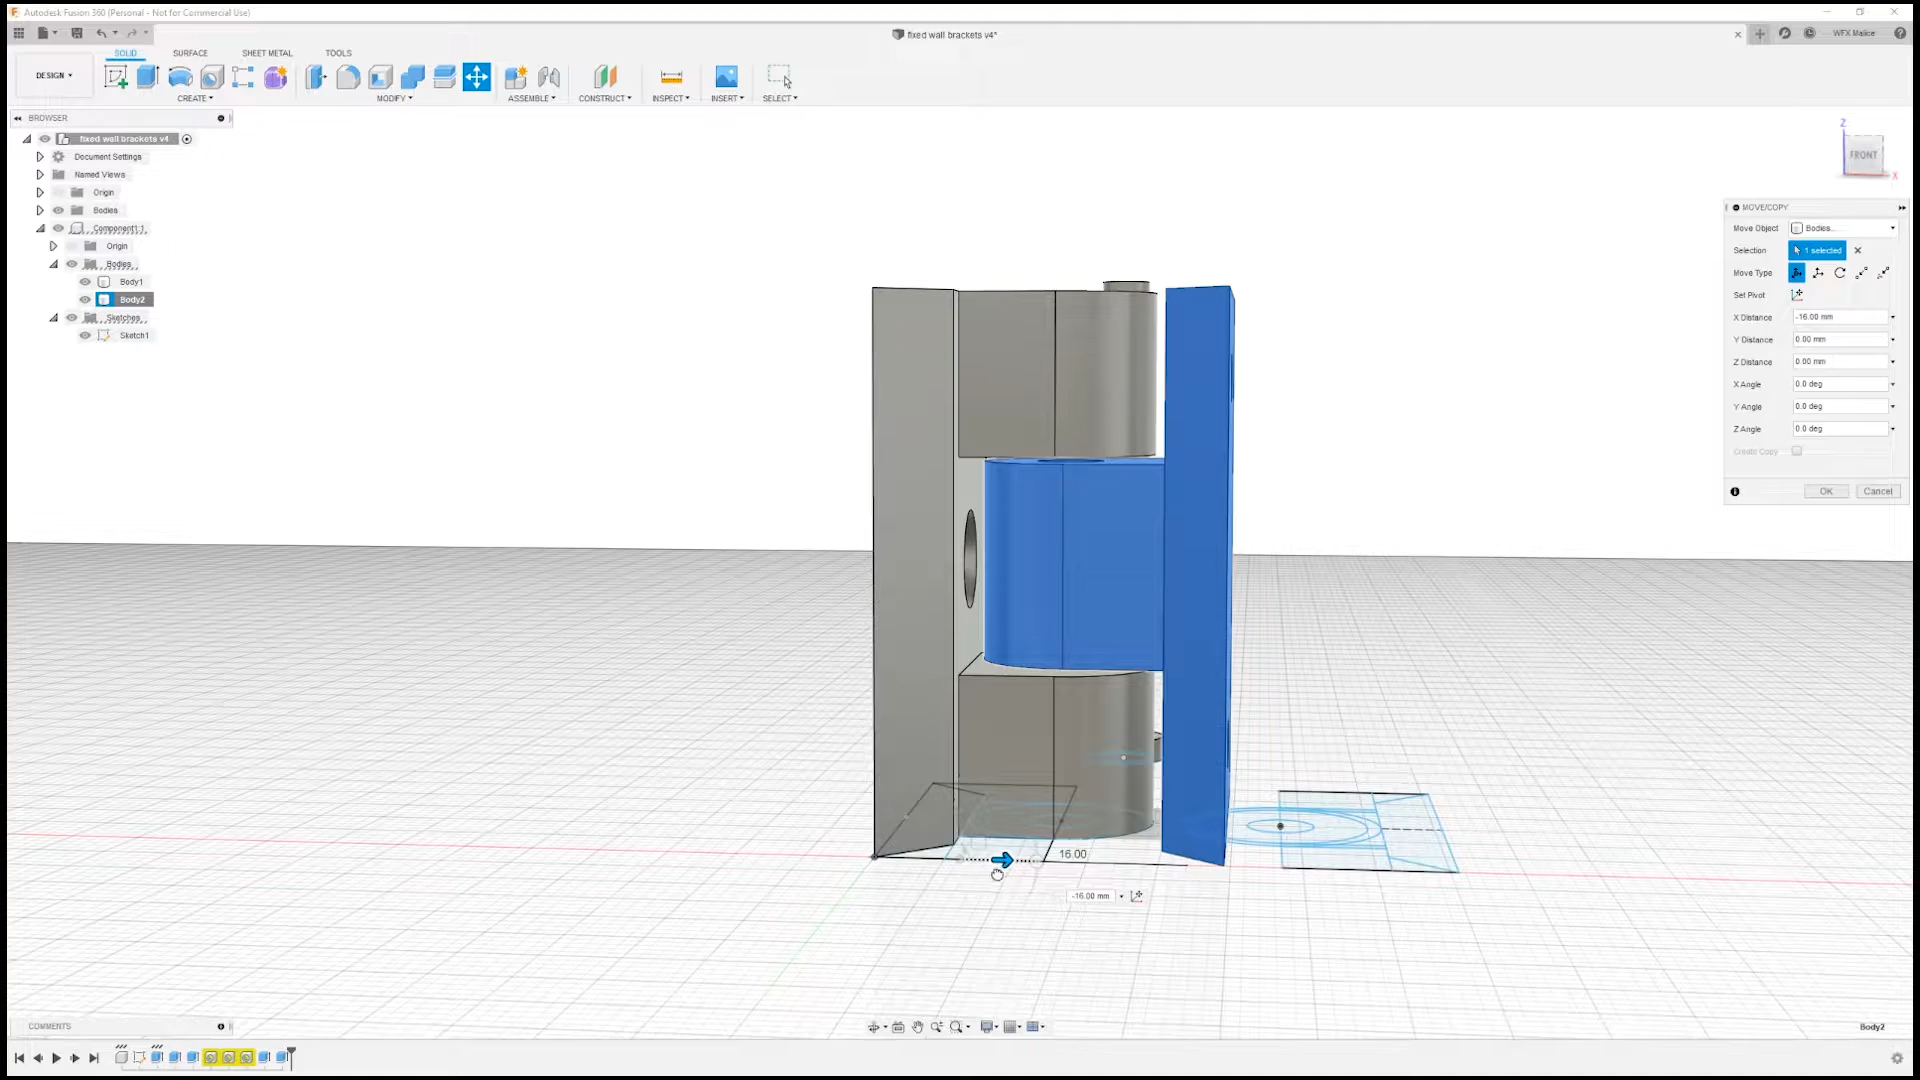 Autodesk Fusion 360 (Personal - Not for Commercial Use)
fixed wall brackets v4*
WFX Malice
SOLID SURFACE SHEET METAL TOOLS
DESIGN
CREATE MODIFY ASSEMBLE CONSTRUCT INSPECT INSERT SELECT
BROWSER
fixed wall brackets v4
Document Settings
Named Views
Origin
Bodies
Component1:1
Origin
Bodies
Body1
Body2
Sketches
Sketch1
Z
FRONT
X
MOVE/COPY
Move Object Bodies...
Selection 1 selected
Move Type
Set Pivot
X Distance -16.00 mm
Y Distance 0.00 mm
Z Distance 0.00 mm
X Angle 0.0 deg
Y Angle 0.0 deg
Z Angle 0.0 deg
Create Copy
OK Cancel
16.00
-16.00 mm
COMMENTS
Body2